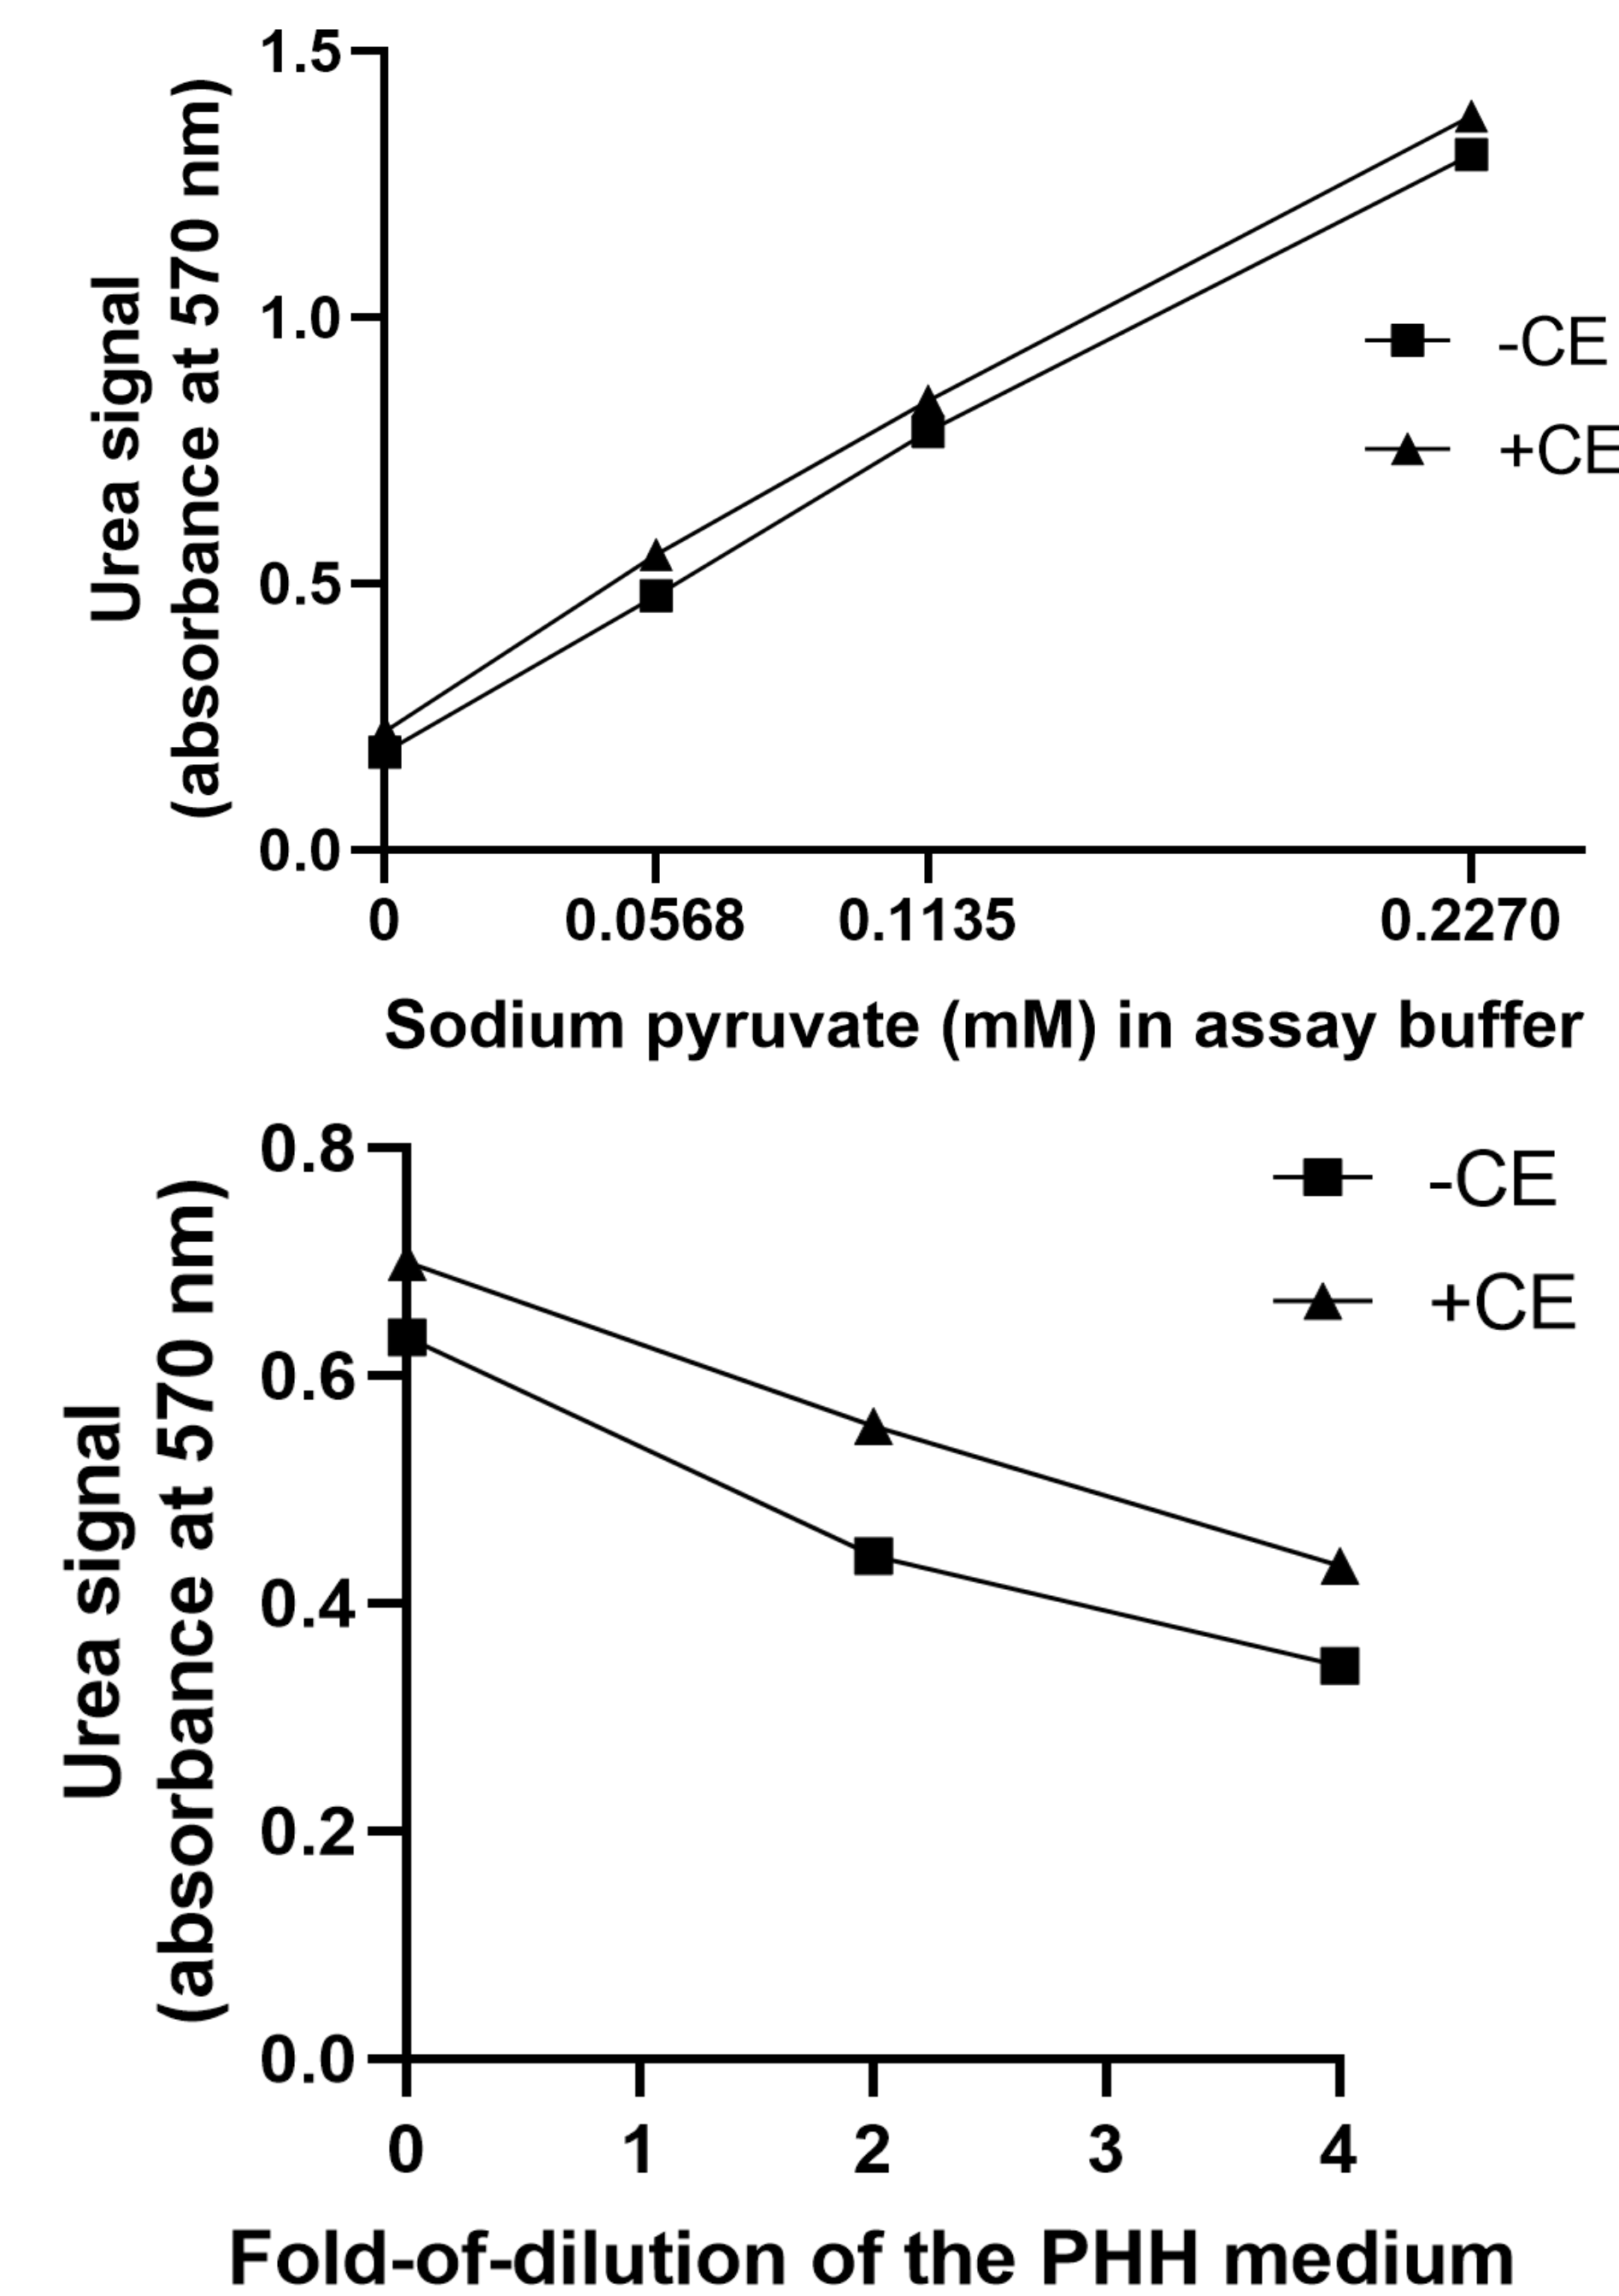 Urea signal
(absorbance at 570 nm)
1.5
1.0
0.5
0.0
0
0.0568
0.1135
0.2270
Sodium pyruvate (mM) in assay buffer
-CE
+CE
Urea signal
(absorbance at 570 nm)
0.8
0.6
0.4
0.2
0.0
0
1
2
3
4
Fold-of-dilution of the PHH medium
-CE
+CE